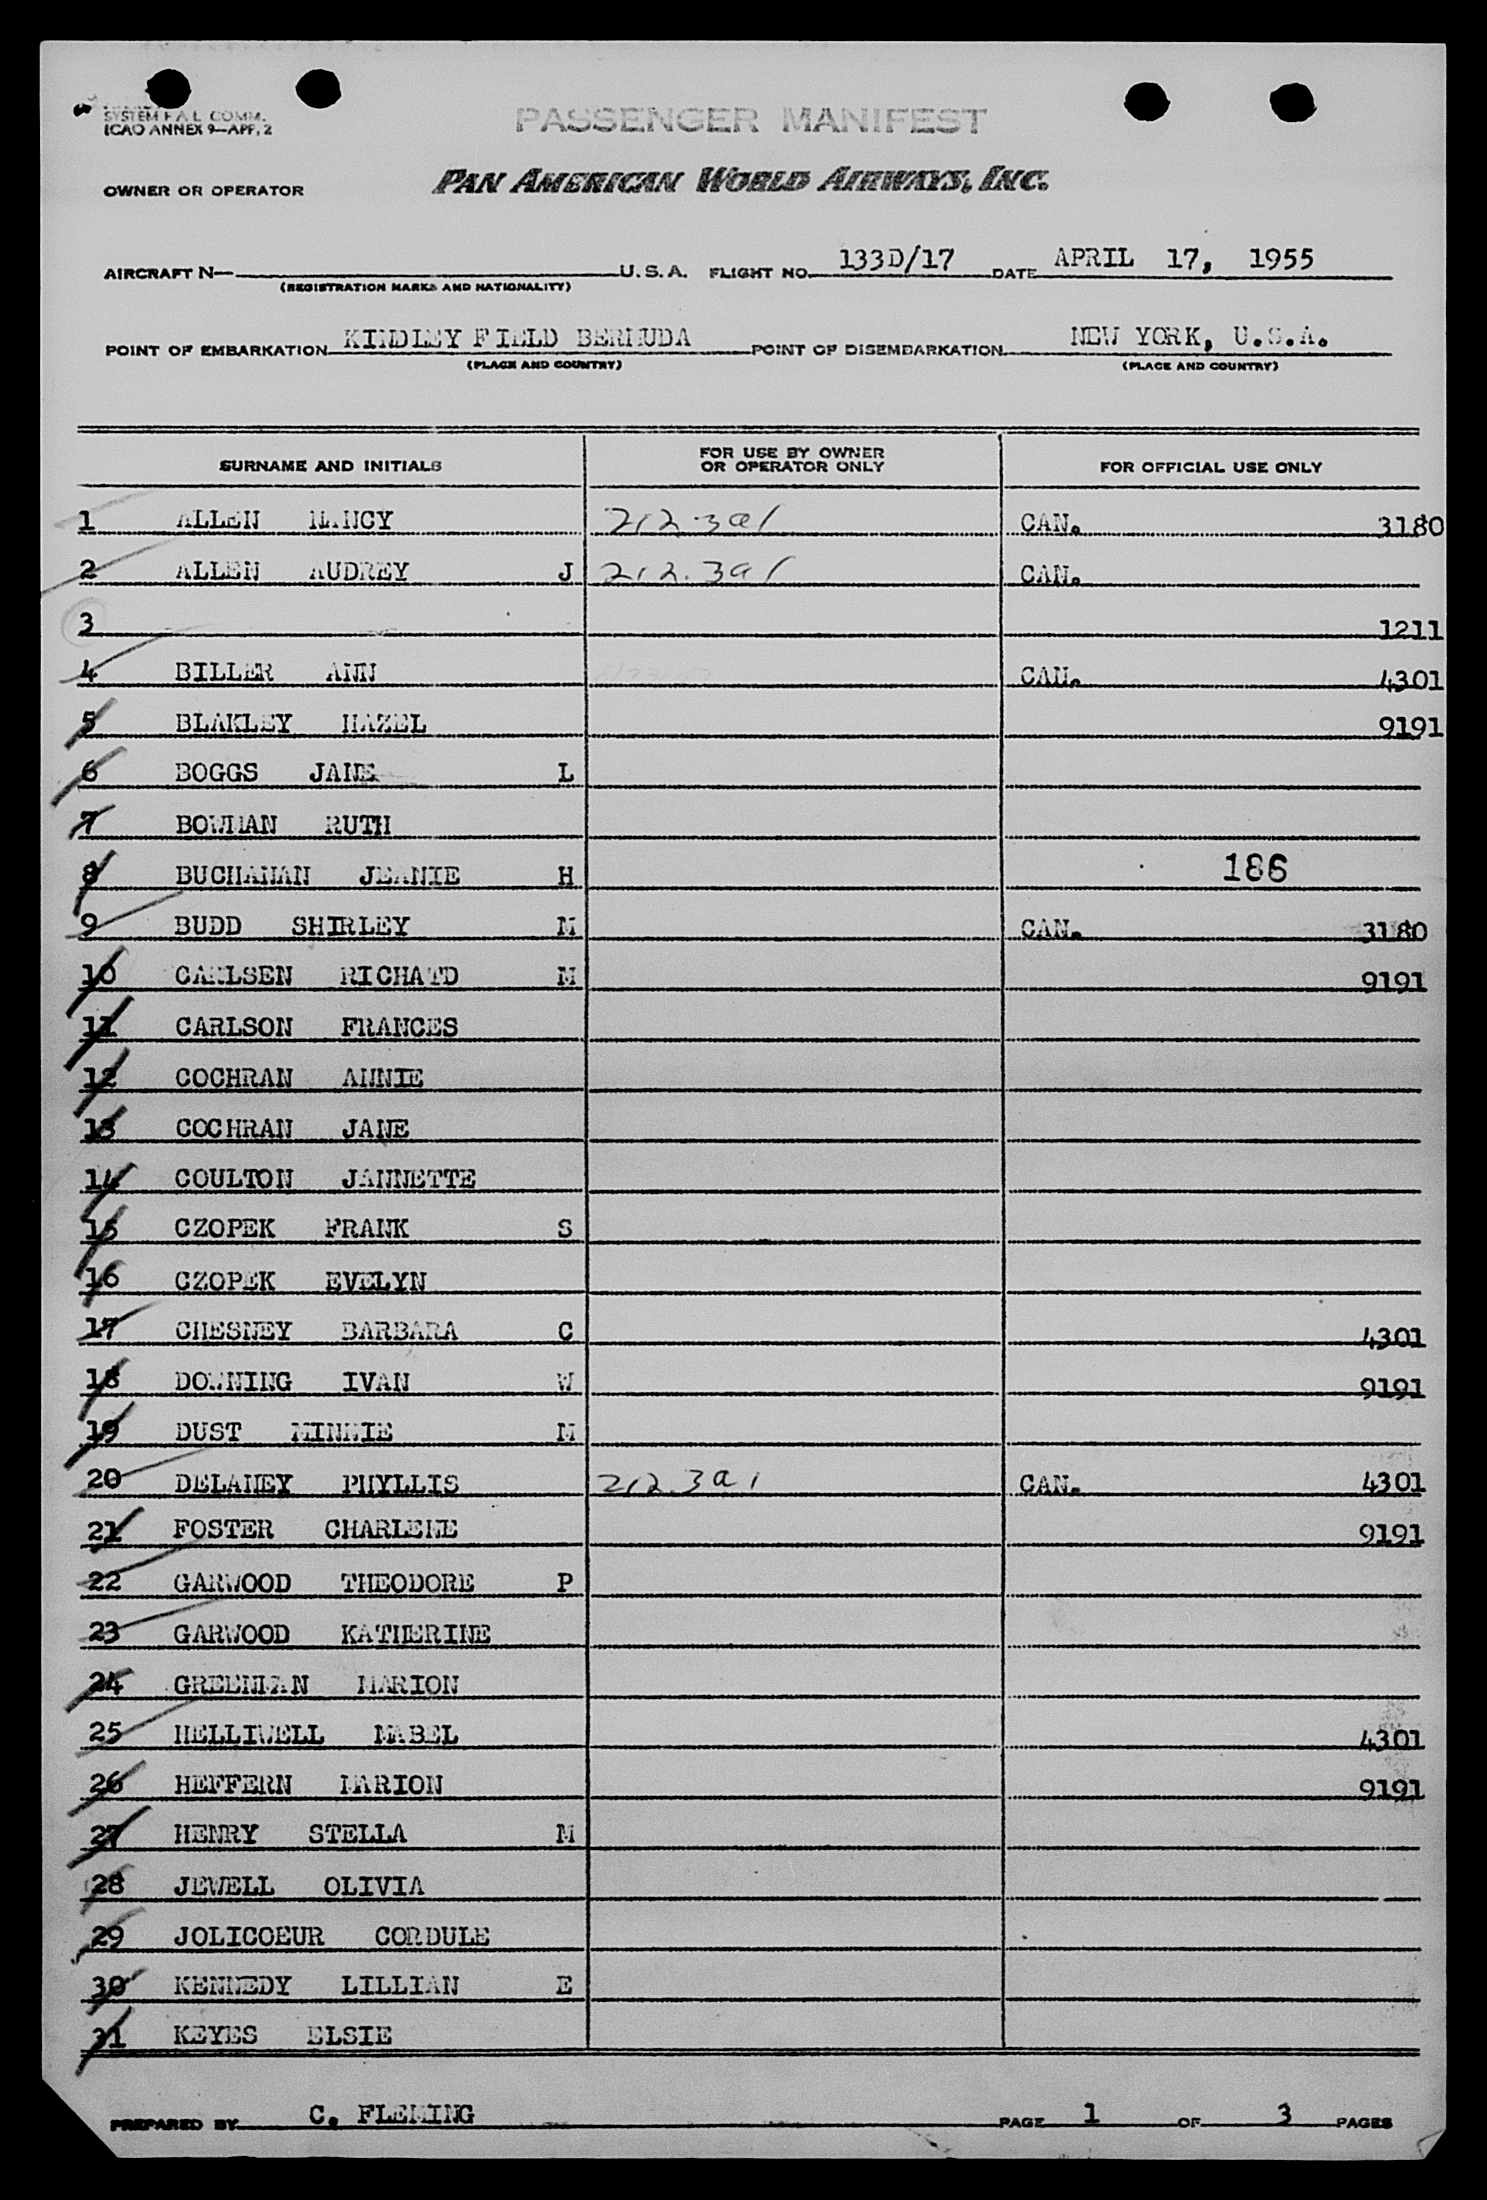 SYSTEM F.A.L. COMM.
ICAO ANNEX 9—APP. 2
PASSENGER MANIFEST
OWNER OR OPERATOR PAN AMERICAN WORLD AIRWAYS, INC.
AIRCRAFT N— U. S. A. FLIGHT NO. 133D/17 DATE APRIL 17, 1955
(REGISTRATION MARKS AND NATIONALITY)
POINT OF EMBARKATION KINDLEY FIELD BERMUDA POINT OF DISEMBARKATION NEW YORK, U.S.A.
(PLACE AND COUNTRY) (PLACE AND COUNTRY)
SURNAME AND INITIALS FOR USE BY OWNER OR OPERATOR ONLY FOR OFFICIAL USE ONLY
1 ALLEN NANCY 212.3a1 CAN. 3180
2 ALLEN AUDREY J 212.3a1 CAN.
3 1211
4 BILLER ANN CAN. 4301
5 BLAKLEY HAZEL 9191
6 BOGGS JANE L
7 BOWMAN RUTH
8 BUCHANAN JEANIE H 186
9 BUDD SHIRLEY M CAN. 3180
10 CARLSEN RICHATD M 9191
11 CARLSON FRANCES
12 COCHRAN ANNIE
13 COCHRAN JANE
14 COULTON JANNETTE
15 CZOPEK FRANK S
16 CZOPEK EVELYN
17 CHESNEY BARBARA C 4301
18 DOWNING IVAN W 9191
19 DUST MINNIE M
20 DELANEY PHYLLIS 212.3a1 CAN. 4301
21 FOSTER CHARLENE 9191
22 GARWOOD THEODORE P
23 GARWOOD KATHERINE
24 GREENMAN MARION
25 HELLIWELL MABEL 4301
26 HEFFERN MARION 9191
27 HENRY STELLA M
28 JEWELL OLIVIA
29 JOLICOEUR CORDULE
30 KENNEDY LILLIAN E
31 KEYES ELSIE
PREPARED BY C. FLEMING PAGE 1 OF 3 PAGES